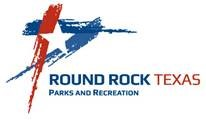 ROUND ROCK TEXAS
PARKS AND RECREATION